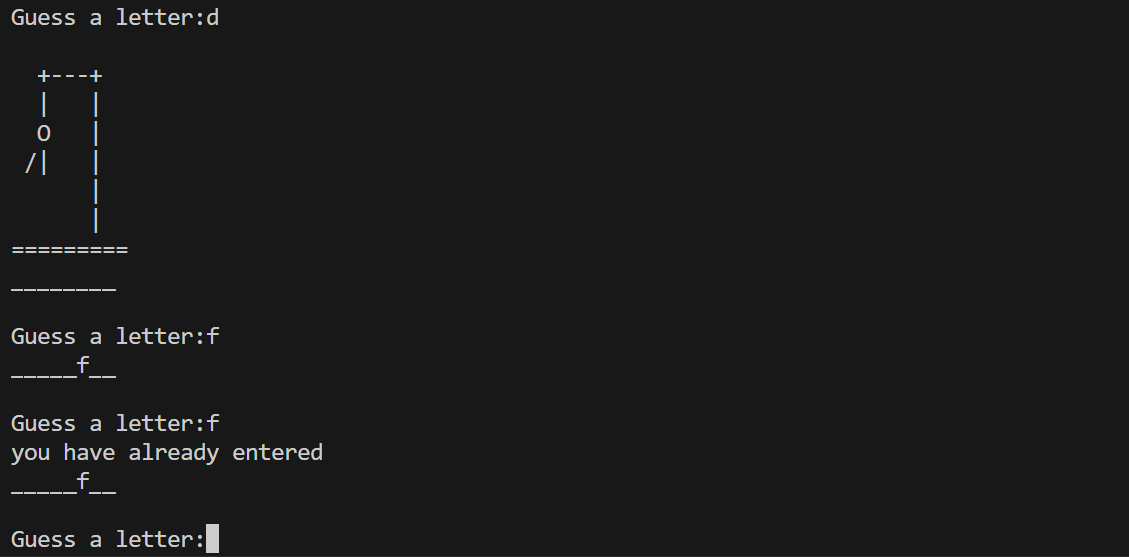 Guess a letter:d
  +---+
  |   |
  O   |
 /|   |
      |
      |
=========
________
Guess a letter:f
_____f__
Guess a letter:f
you have already entered
_____f__
Guess a letter: